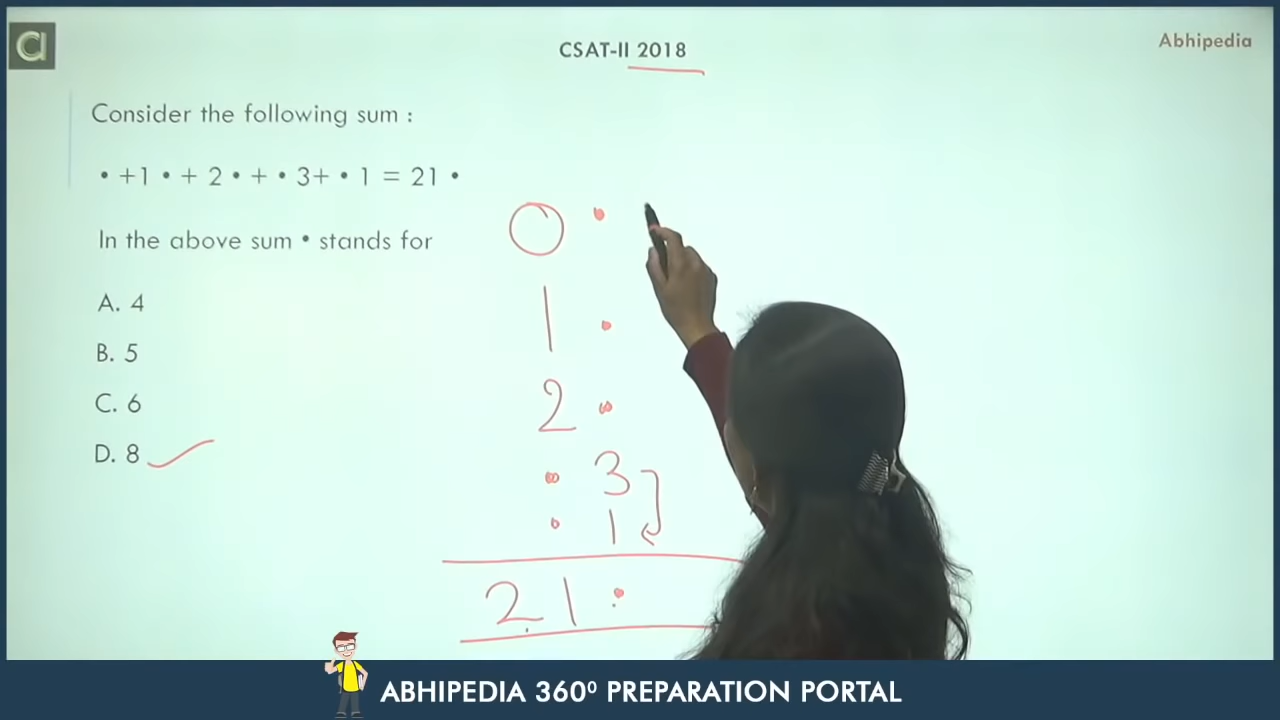 CSAT-II 2018
Abhipedia
Consider the following sum :
• +1 • + 2 • + • 3+ • 1 = 21 •
In the above sum • stands for
A. 4
B. 5
C. 6
D. 8
0 •
1 •
2 •
• 3
• 1
21 •
ABHIPEDIA 360⁰ PREPARATION PORTAL